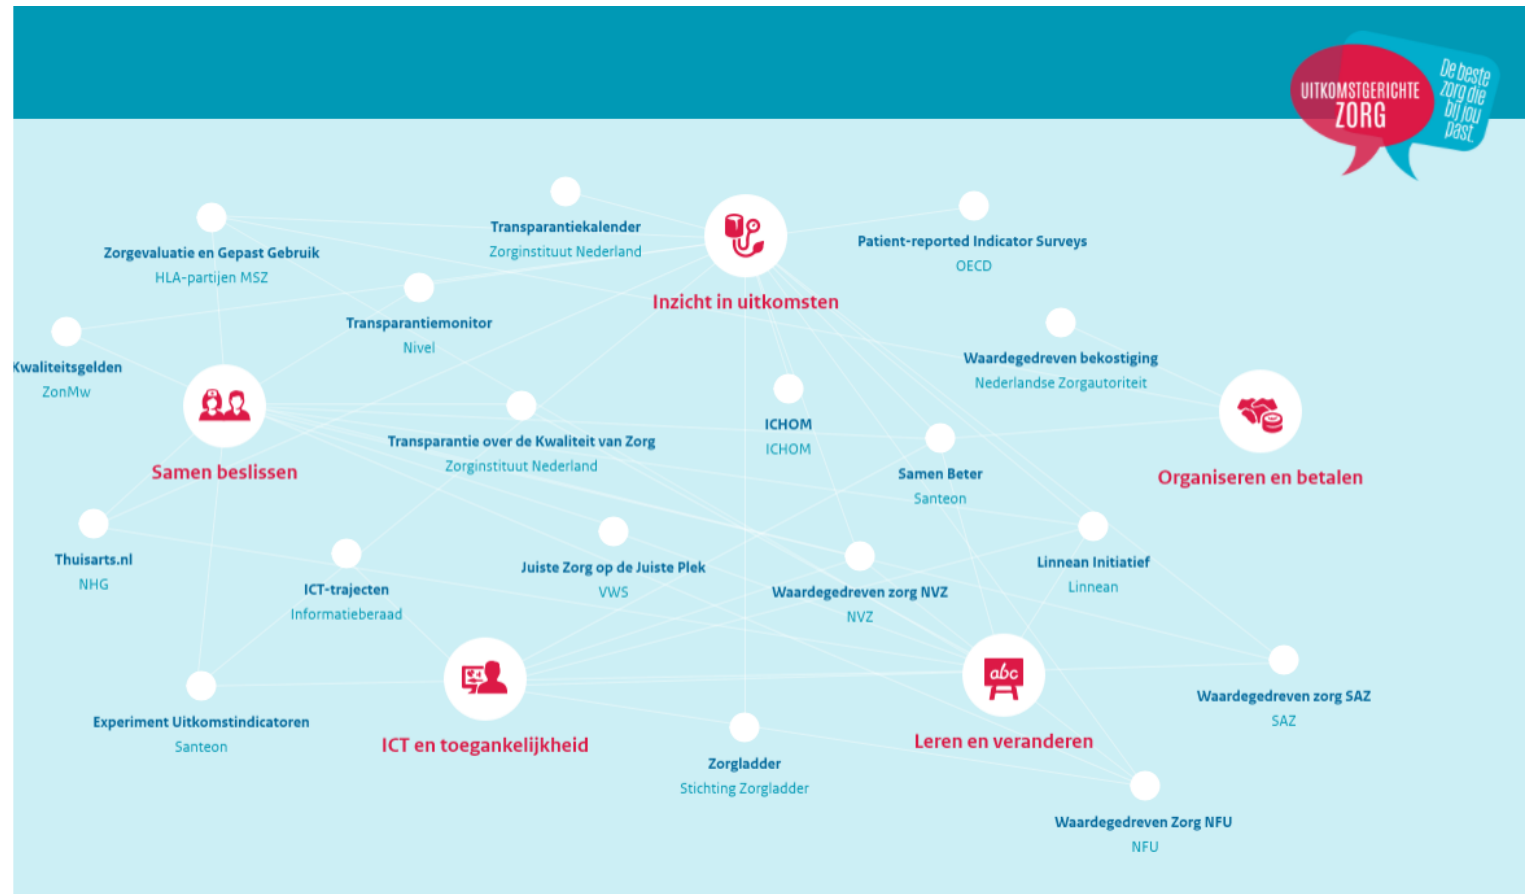 UITKOMSTGERICHTE
ZORG
De beste
zorg die
bij jou
past.
Transparantiekalender
Zorginstituut Nederland
Patient-reported Indicator Surveys
OECD
Zorgevaluatie en Gepast Gebruik
HLA-partijen MSZ
Inzicht in uitkomsten
Transparantiemonitor
Nivel
Waardegedreven bekostiging
Nederlandse Zorgautoriteit
Kwaliteitsgelden
ZonMw
ICHOM
ICHOM
Transparantie over de Kwaliteit van Zorg
Zorginstituut Nederland
Samen beslissen
Samen Beter
Santeon
Organiseren en betalen
Thuisarts.nl
NHG
ICT-trajecten
Informatieberaad
Juiste Zorg op de Juiste Plek
VWS
Waardegedreven zorg NVZ
NVZ
Linnean Initiatief
Linnean
abc
Waardegedreven zorg SAZ
SAZ
Experiment Uitkomstindicatoren
Santeon
ICT en toegankelijkheid
Leren en veranderen
Zorgladder
Stichting Zorgladder
Waardegedreven Zorg NFU
NFU